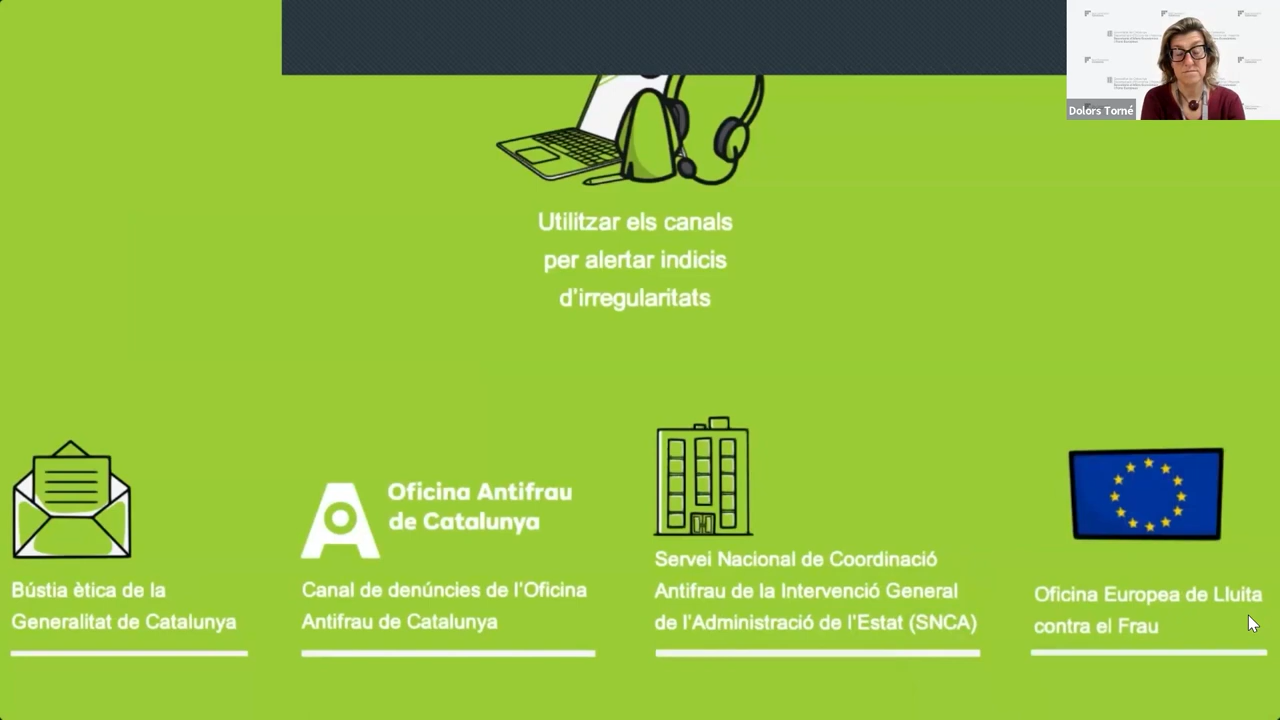 Dolors Tomé
Utilitzar els canals
per alertar indicis
d'irregularitats
Oficina Antifrau
de Catalunya
Bústia ètica de la
Generalitat de Catalunya
Canal de denúncies de l'Oficina
Antifrau de Catalunya
Servei Nacional de Coordinació
Antifrau de la Intervenció General
de l'Administració de l'Estat (SNCA)
Oficina Europea de Lluita
contra el Frau